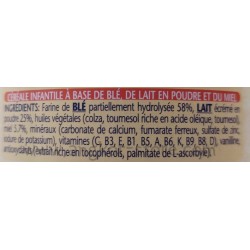 CÉRÉALE INFANTILE À BASE DE BLÉ, DE LAIT EN POUDRE ET DU MIEL
INGRÉDIENTS: Farine de BLÉ partiellement hydrolysée 58%, LAIT écrémé en
poudre 25%, huiles végétales (colza, tournesol riche en acide oléique, tournesol),
miel 5.7%, minéraux (carbonate de calcium, fumarate ferreux, sulfate de zinc,
iodure de potassium), vitamines (C, B3, E, B5, A, B1, B6, K, B9, B8, D), vanilline,
antioxydants (extrait riche en tocophérols, palmitate de L-ascorbyle).